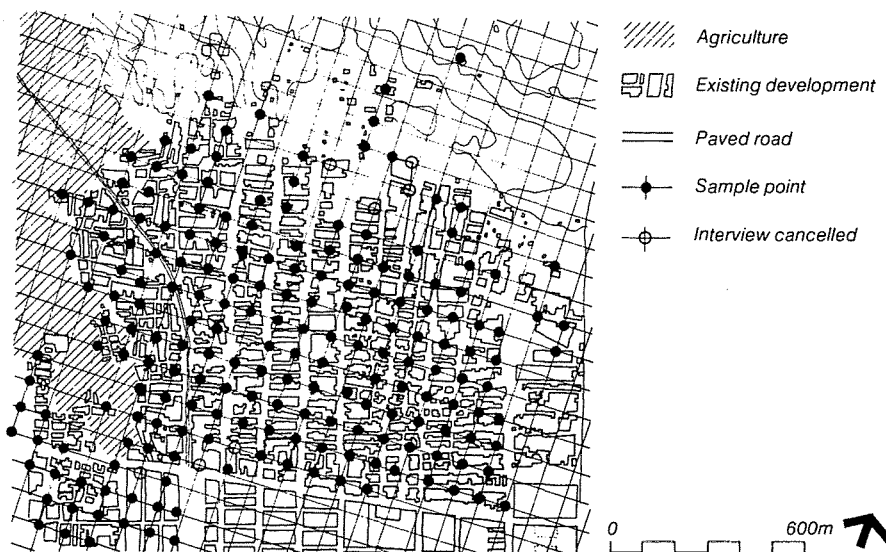 Agriculture
Existing development
Paved road
Sample point
Interview cancelled
0 600m